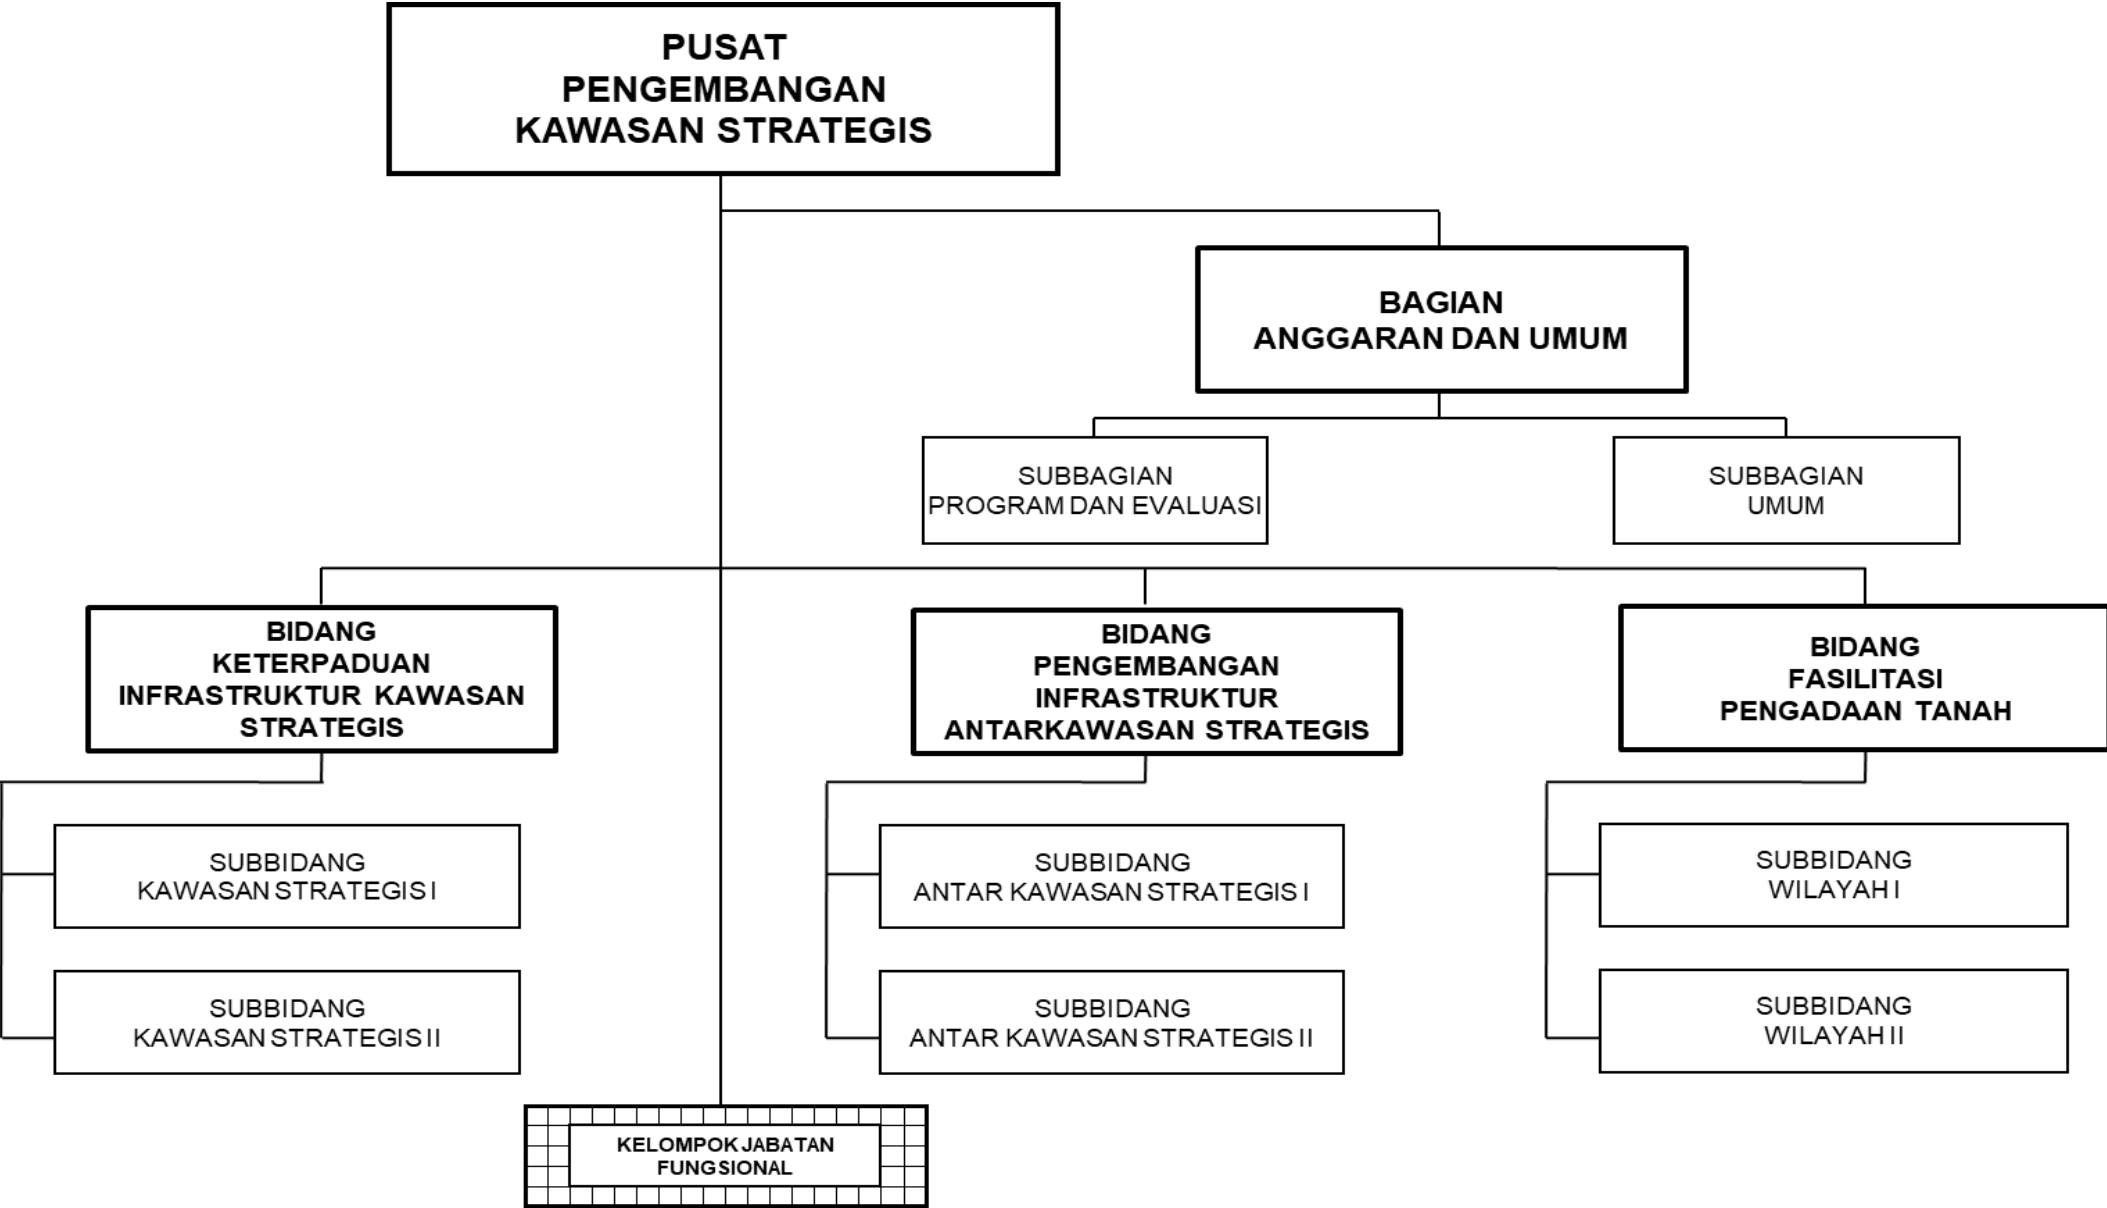 PUSAT
PENGEMBANGAN
KAWASAN STRATEGIS
BAGIAN
ANGGARAN DAN UMUM
SUBBAGIAN
PROGRAM DAN EVALUASI
SUBBAGIAN
UMUM
BIDANG
KETERPADUAN
INFRASTRUKTUR KAWASAN
STRATEGIS
BIDANG
PENGEMBANGAN
INFRASTRUKTUR
ANTARKAWASAN STRATEGIS
BIDANG
FASILITASI
PENGADAAN TANAH
SUBBIDANG
KAWASAN STRATEGIS I
SUBBIDANG
ANTAR KAWASAN STRATEGIS I
SUBBIDANG
WILAYAH I
SUBBIDANG
KAWASAN STRATEGIS II
SUBBIDANG
ANTAR KAWASAN STRATEGIS II
SUBBIDANG
WILAYAH II
KELOMPOK JABATAN
FUNGSIONAL